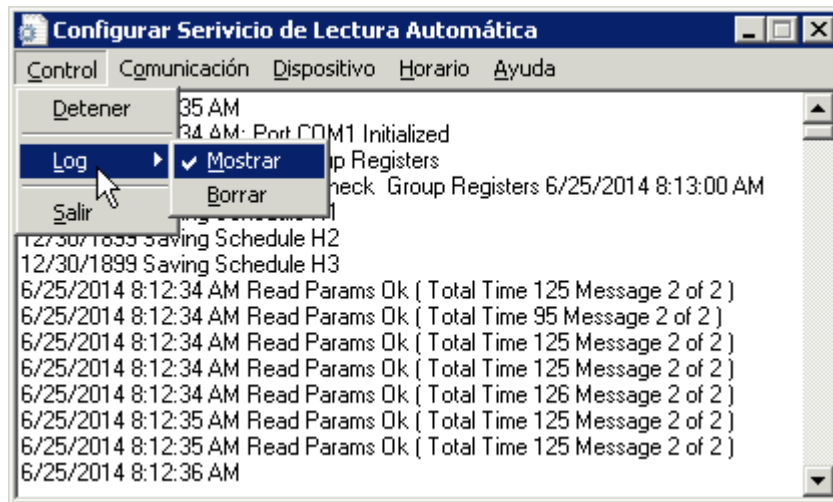 Configurar Serivicio de Lectura Automática
Control Comunicación Dispositivo Horario Ayuda
Detener
Log
Salir
Mostrar
Borrar
35 AM
34 AM: Port COM1 Initialized
up Registers
heck Group Registers 6/25/2014 8:13:00 AM
12/30/1899 Saving Schedule H2
12/30/1899 Saving Schedule H3
6/25/2014 8:12:34 AM Read Params Ok ( Total Time 125 Message 2 of 2 )
6/25/2014 8:12:34 AM Read Params Ok ( Total Time 95 Message 2 of 2 )
6/25/2014 8:12:34 AM Read Params Ok ( Total Time 125 Message 2 of 2 )
6/25/2014 8:12:34 AM Read Params Ok ( Total Time 125 Message 2 of 2 )
6/25/2014 8:12:34 AM Read Params Ok ( Total Time 126 Message 2 of 2 )
6/25/2014 8:12:35 AM Read Params Ok ( Total Time 125 Message 2 of 2 )
6/25/2014 8:12:35 AM Read Params Ok ( Total Time 125 Message 2 of 2 )
6/25/2014 8:12:36 AM